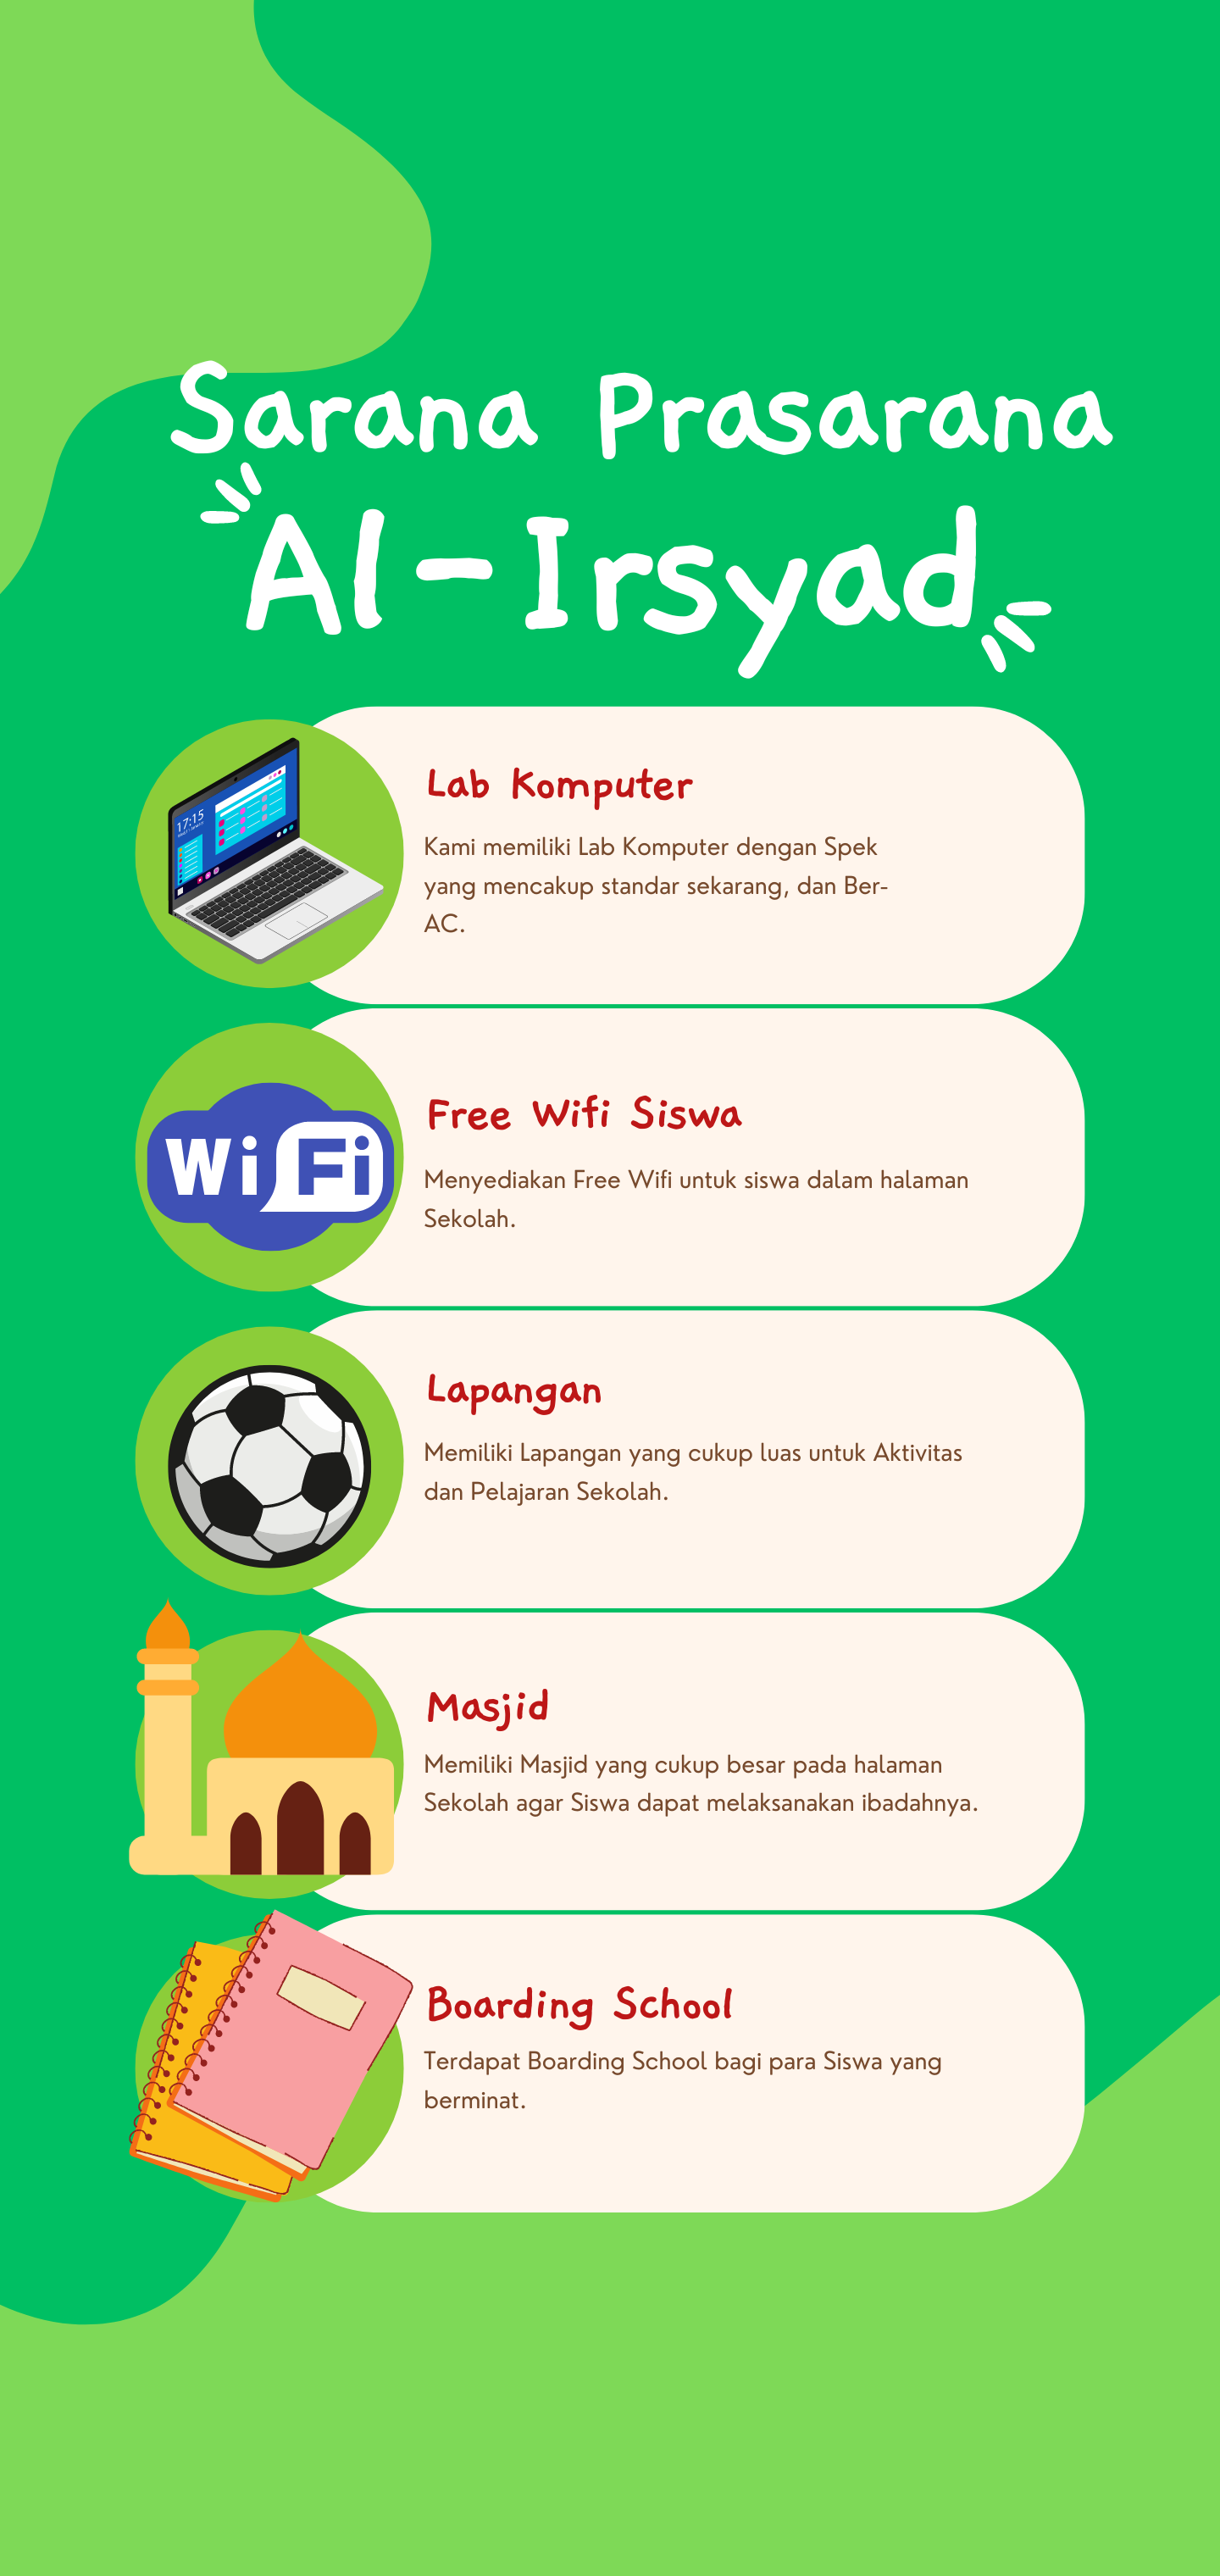 Sarana Prasarana
Al-Irsyad
17:15
Lab Komputer
Kami memiliki Lab Komputer dengan Spek
yang mencakup standar sekarang, dan Ber-
AC.
WiFi
Free Wifi Siswa
Menyediakan Free Wifi untuk siswa dalam halaman
Sekolah.
Lapangan
Memiliki Lapangan yang cukup luas untuk Aktivitas
dan Pelajaran Sekolah.
Masjid
Memiliki Masjid yang cukup besar pada halaman
Sekolah agar Siswa dapat melaksanakan ibadahnya.
Boarding School
Terdapat Boarding School bagi para Siswa yang
berminat.